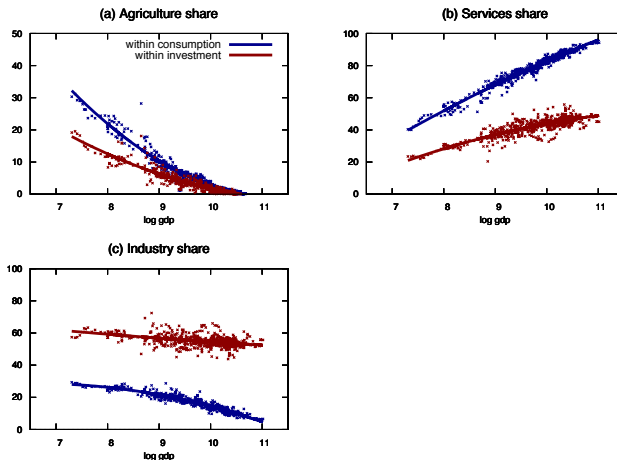 (a) Agriculture share
50
40
30
20
10
0
within consumption
within investment
7 8 9 10 11
log gdp
(b) Services share
100
80
60
40
20
0
7 8 9 10 11
log gdp
(c) Industry share
100
80
60
40
20
0
7 8 9 10 11
log gdp